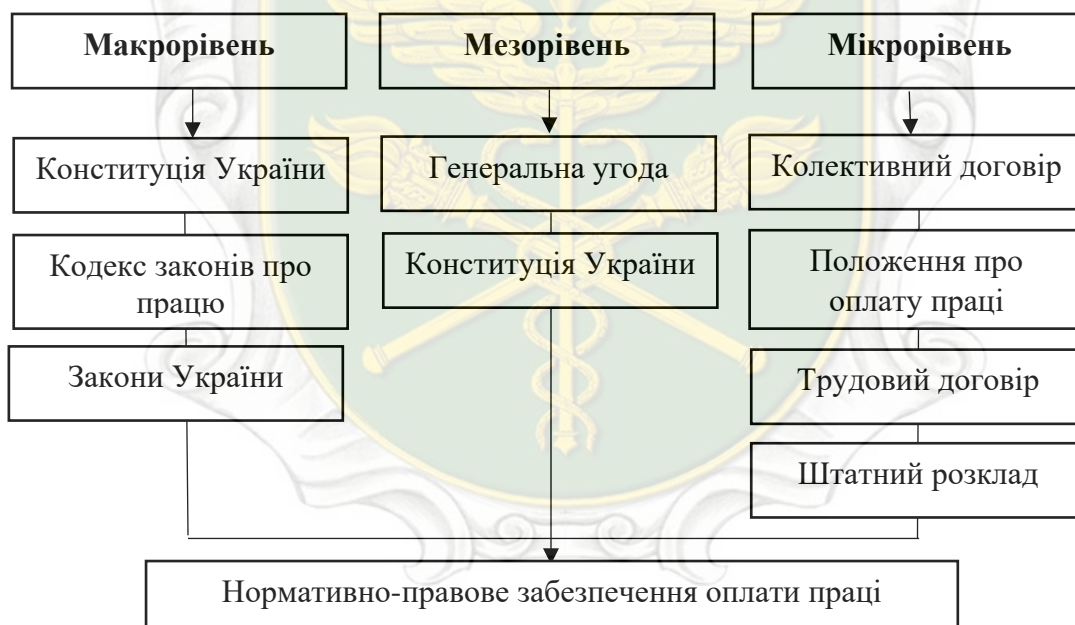 Макрорівень
Мезорівень
Мікрорівень
Конституція України
Генеральна угода
Колективний договір
Кодекс законів про
працю
Конституція України
Положення про
оплату праці
Закони України
Трудовий договір
Штатний розклад
Нормативно-правове забезпечення оплати праці